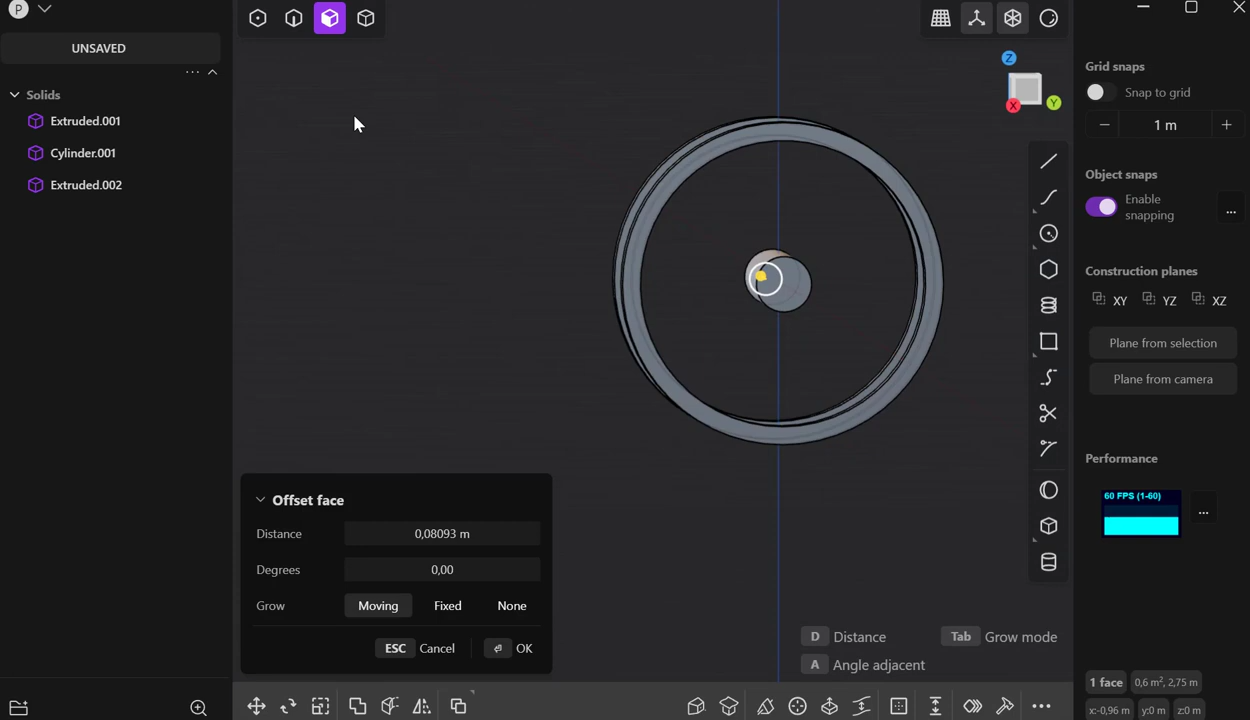 P
UNSAVED
...
Solids
Extruded.001
Cylinder.001
Extruded.002
Z
X
Y
Grid snaps
Snap to grid
− 1 m +
Object snaps
Enable
snapping
...
Construction planes
XY YZ XZ
Plane from selection
Plane from camera
Performance
60 FPS (1-60)
...
Offset face
Distance 0,08093 m
Degrees 0,00
Grow Moving Fixed None
ESC Cancel OK
D Distance Tab Grow mode
A Angle adjacent
1 face 0,6 m², 2,75 m
x:-0,96 m y:0 m z:0 m